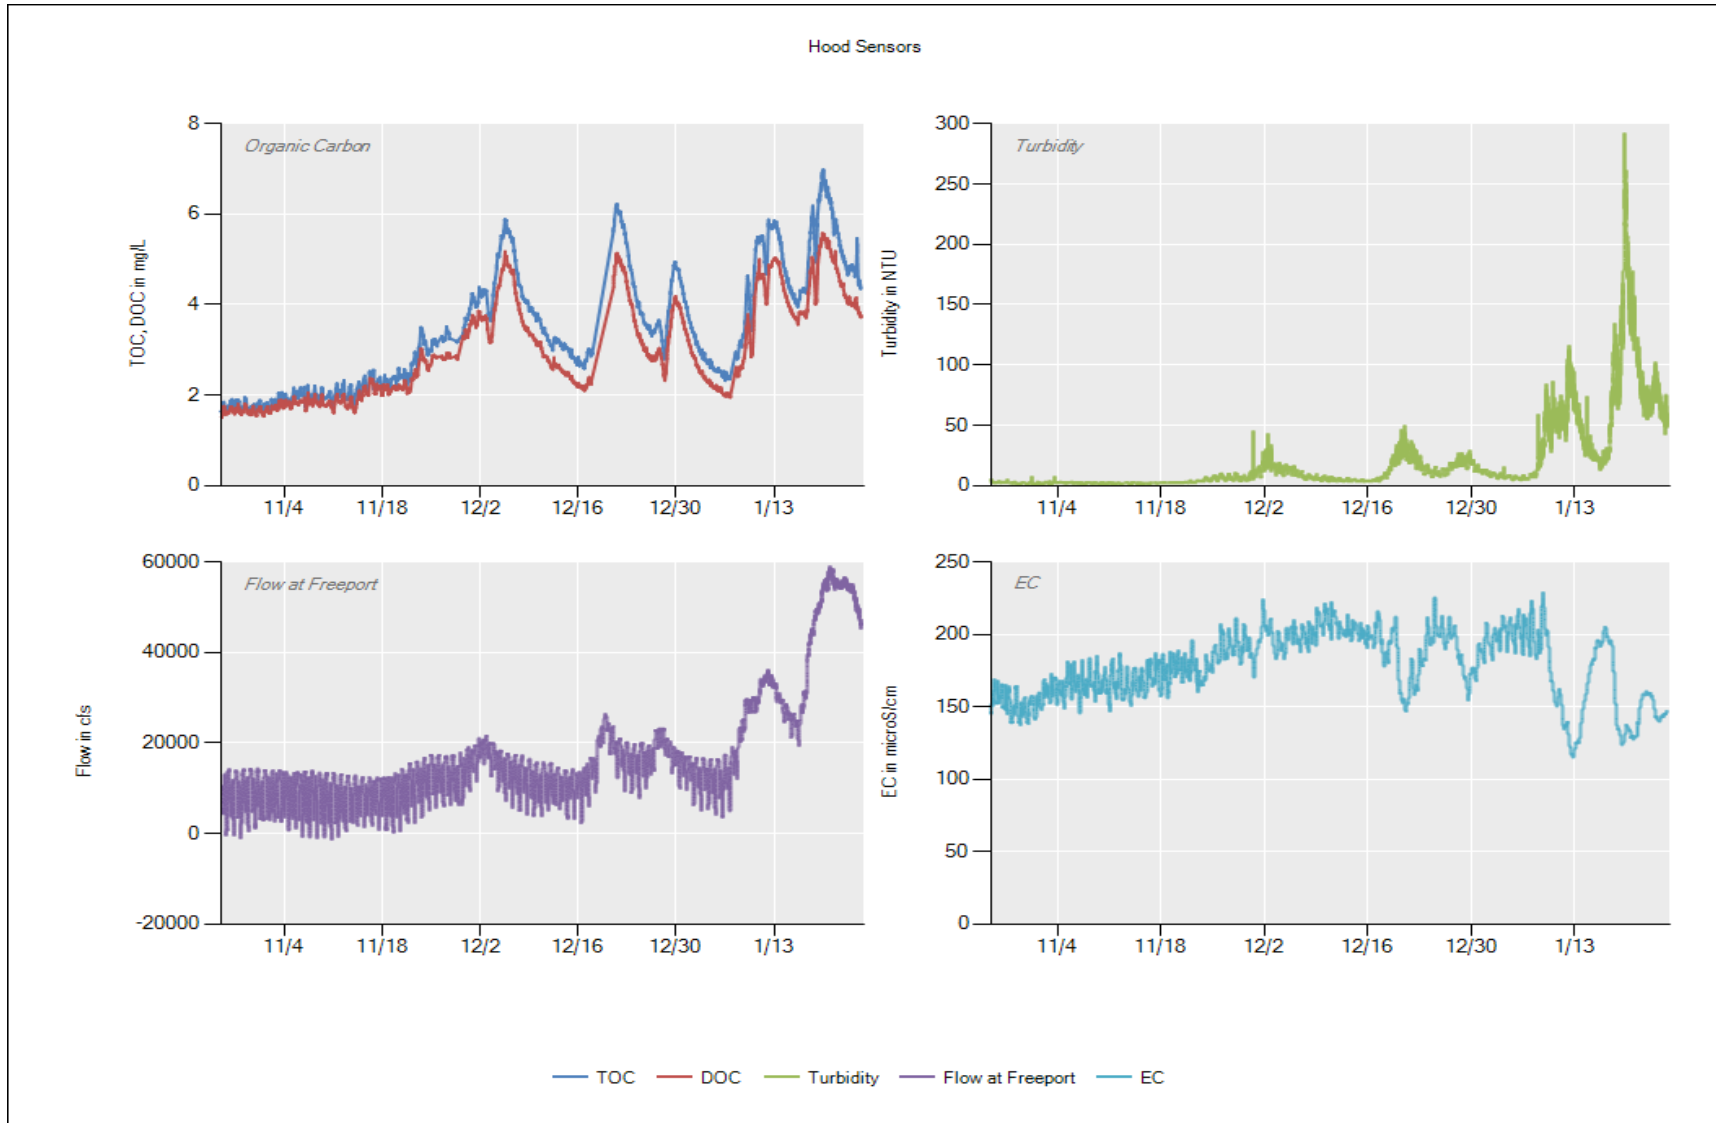 Hood Sensors
Organic Carbon
TOC, DOC in mg/L
8
6
4
2
0
11/4 11/18 12/2 12/16 12/30 1/13
Turbidity
Turbidity in NTU
300
250
200
150
100
50
0
11/4 11/18 12/2 12/16 12/30 1/13
Flow at Freeport
Flow in cfs
60000
40000
20000
0
-20000
11/4 11/18 12/2 12/16 12/30 1/13
EC
EC in microS/cm
250
200
150
100
50
0
11/4 11/18 12/2 12/16 12/30 1/13
TOC DOC Turbidity Flow at Freeport EC